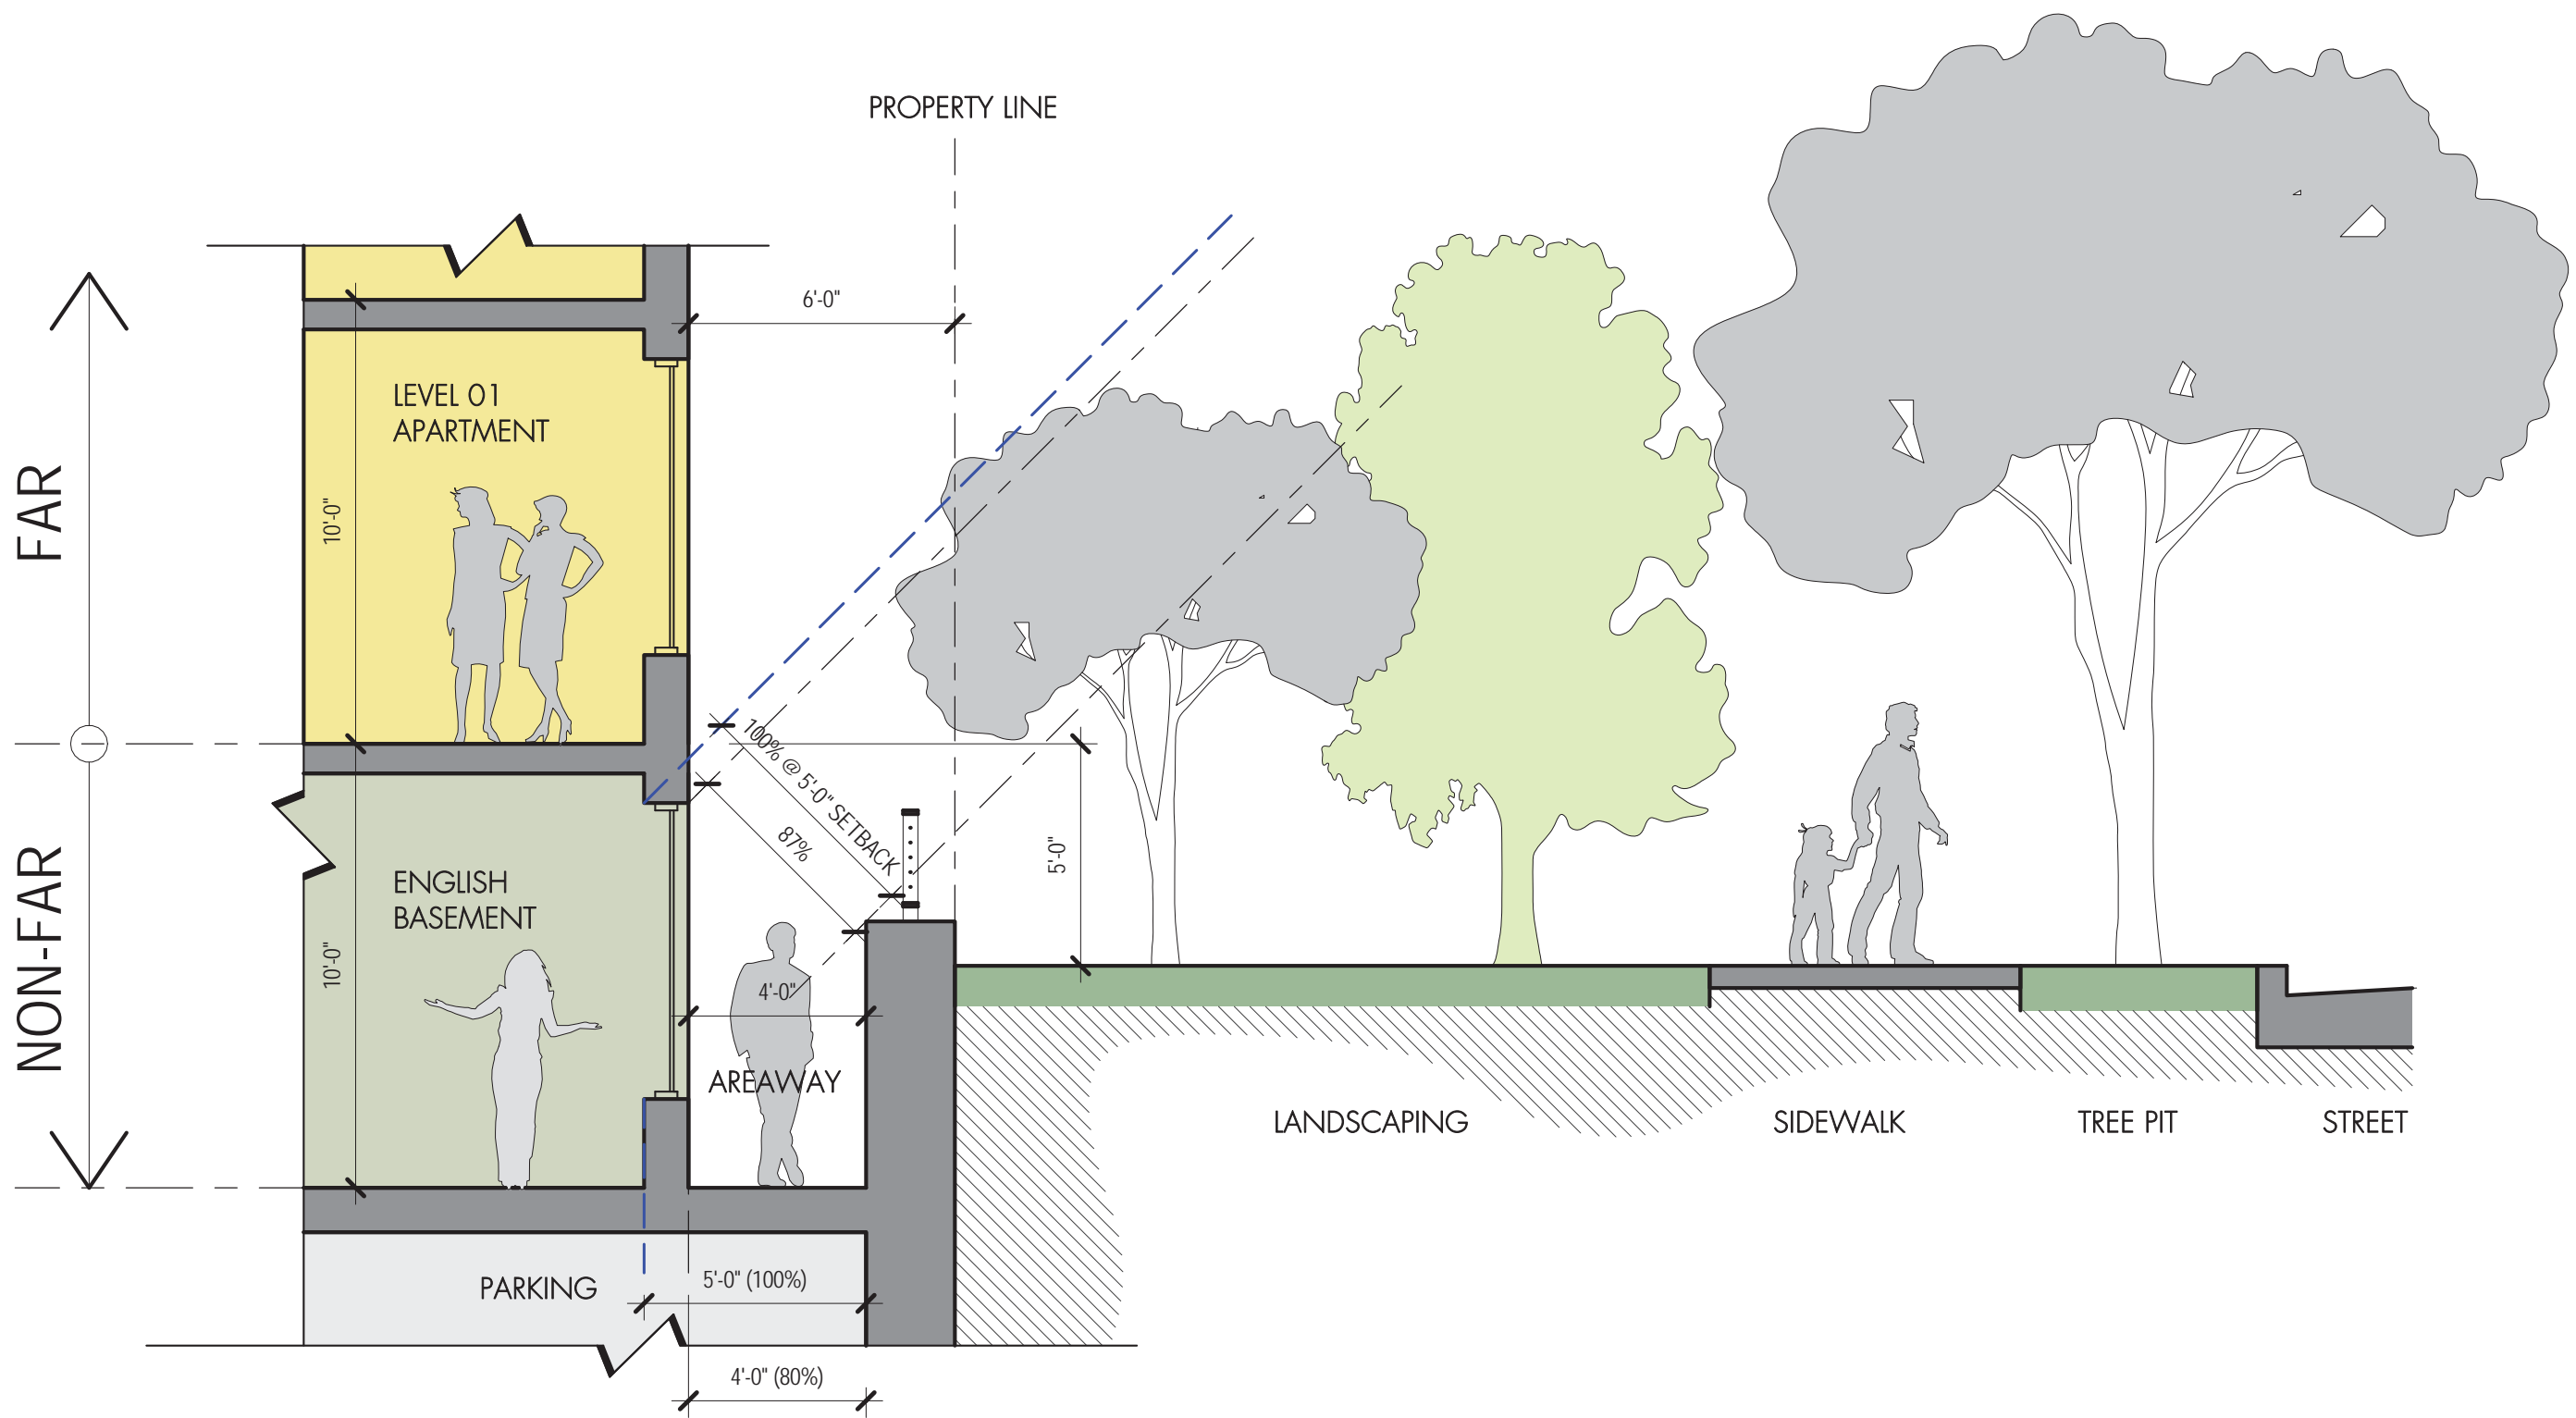 PROPERTY LINE
6'-0"
FAR
LEVEL 01
APARTMENT
10'-0"
100% @ 5'-0" SETBACK
87%
5'-0"
NON-FAR
ENGLISH
BASEMENT
10'-0"
4'-0"
AREAWAY
LANDSCAPING
SIDEWALK
TREE PIT
STREET
PARKING
5'-0" (100%)
4'-0" (80%)